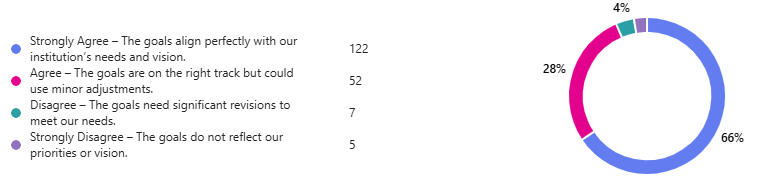 Strongly Agree – The goals align perfectly with our
institution's needs and vision.
122
Agree – The goals are on the right track but could
use minor adjustments.
52
Disagree – The goals need significant revisions to
meet our needs.
7
Strongly Disagree – The goals do not reflect our
priorities or vision.
5
4%
28%
66%